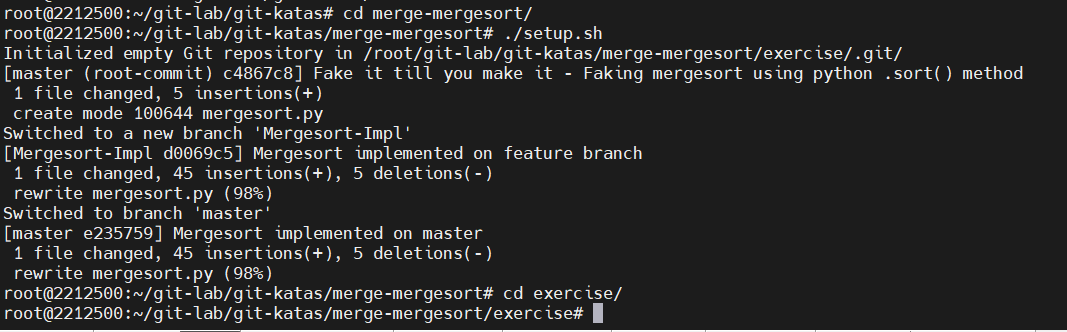 root@2212500:~/git-lab/git-katas# cd merge-mergesort/
root@2212500:~/git-lab/git-katas/merge-mergesort# ./setup.sh
Initialized empty Git repository in /root/git-lab/git-katas/merge-mergesort/exercise/.git/
[master (root-commit) c4867c8] Fake it till you make it - Faking mergesort using python .sort() method
 1 file changed, 5 insertions(+)
 create mode 100644 mergesort.py
Switched to a new branch 'Mergesort-Impl'
[Mergesort-Impl d0069c5] Mergesort implemented on feature branch
 1 file changed, 45 insertions(+), 5 deletions(-)
 rewrite mergesort.py (98%)
Switched to branch 'master'
[master e235759] Mergesort implemented on master
 1 file changed, 45 insertions(+), 5 deletions(-)
 rewrite mergesort.py (98%)
root@2212500:~/git-lab/git-katas/merge-mergesort# cd exercise/
root@2212500:~/git-lab/git-katas/merge-mergesort/exercise#